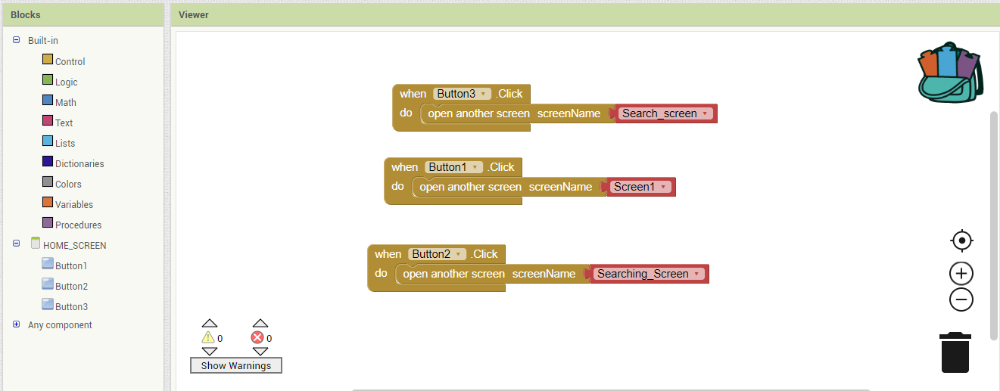 Blocks
Viewer
Built-in
Control
Logic
Math
Text
Lists
Dictionaries
Colors
Variables
Procedures
HOME_SCREEN
Button1
Button2
Button3
Any component
when Button3 .Click
do open another screen screenName Search_screen
when Button1 .Click
do open another screen screenName Screen1
when Button2 .Click
do open another screen screenName Searching_Screen
0 0
Show Warnings